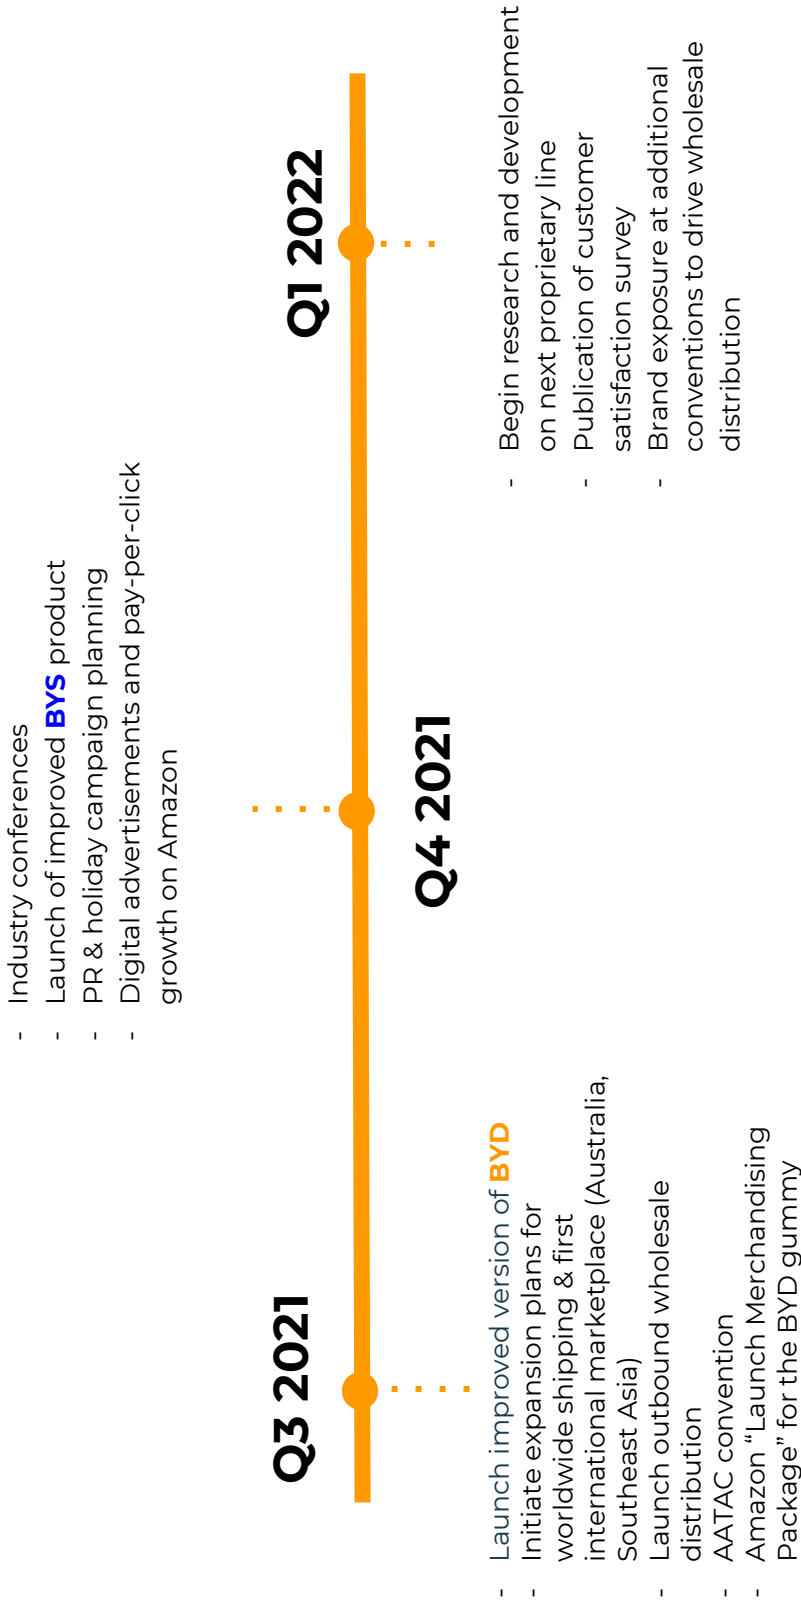 - Industry conferences
- Launch of improved BYS product
- PR & holiday campaign planning
- Digital advertisements and pay-per-click
growth on Amazon
Q3 2021
Q4 2021
Q1 2022
- Launch improved version of BYD
- Initiate expansion plans for
worldwide shipping & first
international marketplace (Australia,
Southeast Asia)
- Launch outbound wholesale
distribution
- AATAC convention
- Amazon “Launch Merchandising
Package” for the BYD gummy
- Begin research and development
on next proprietary line
- Publication of customer
satisfaction survey
- Brand exposure at additional
conventions to drive wholesale
distribution